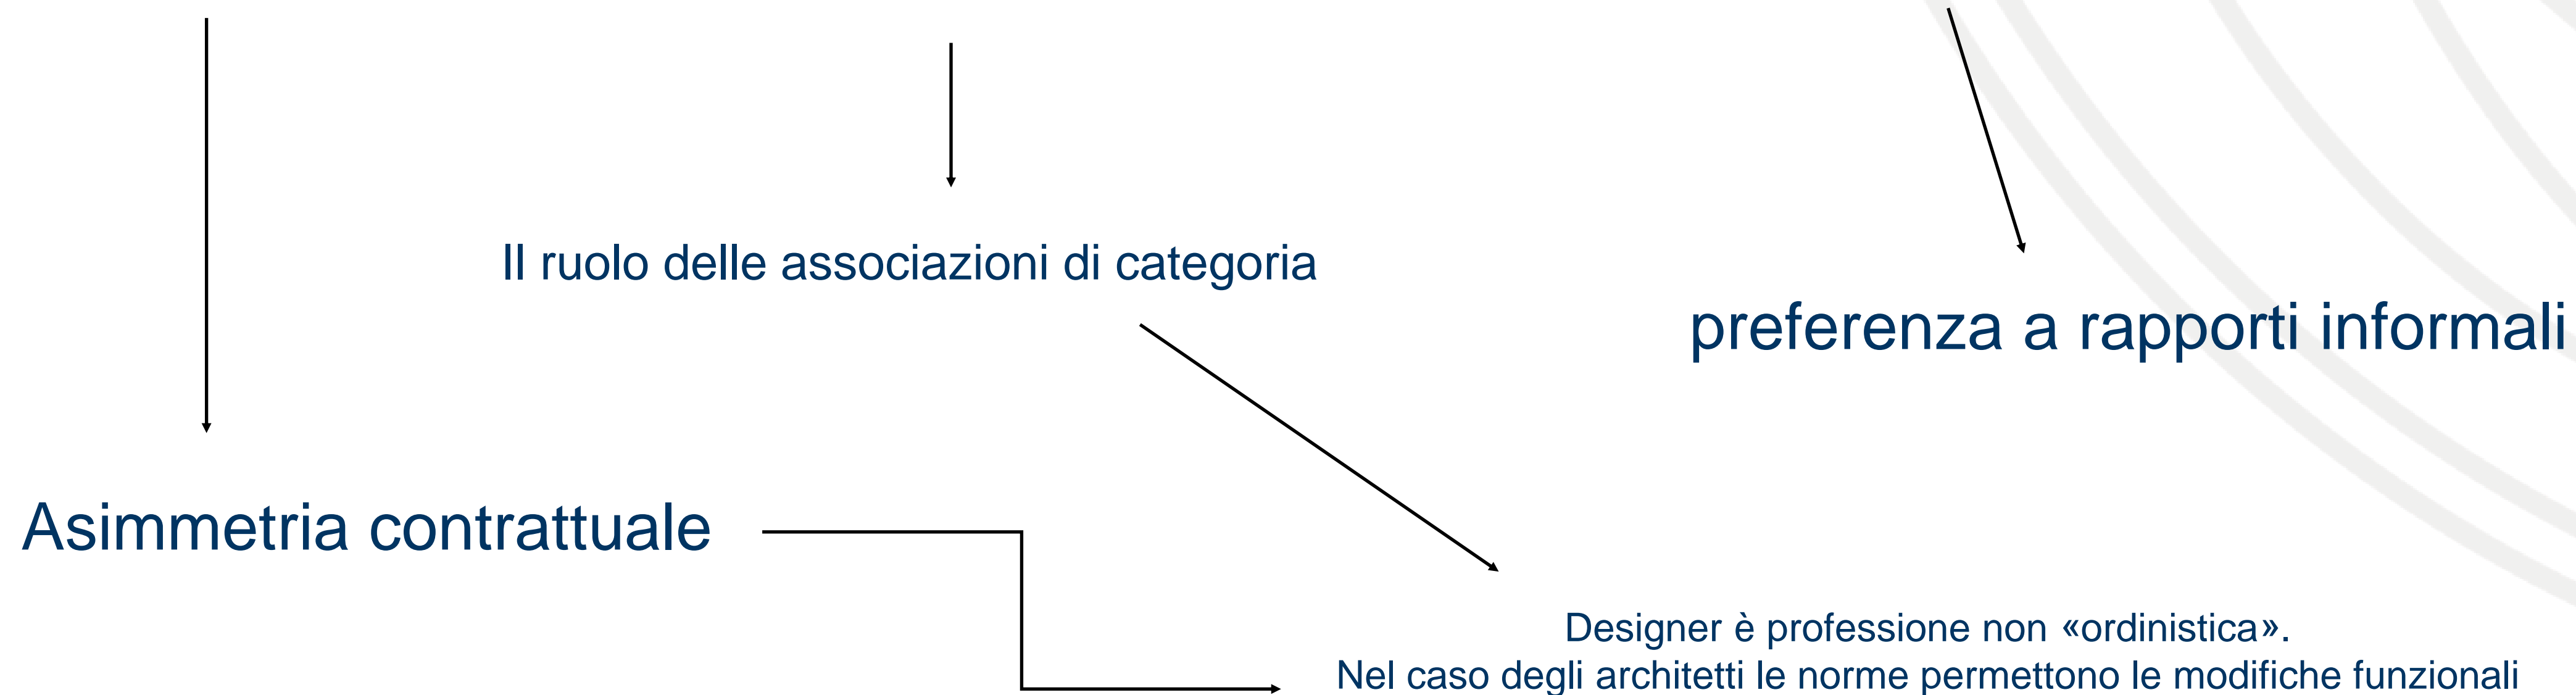 Il ruolo delle associazioni di categoria
preferenza a rapporti informali
Asimmetria contrattuale
Designer è professione non «ordinistica».
Nel caso degli architetti le norme permettono le modifiche funzionali